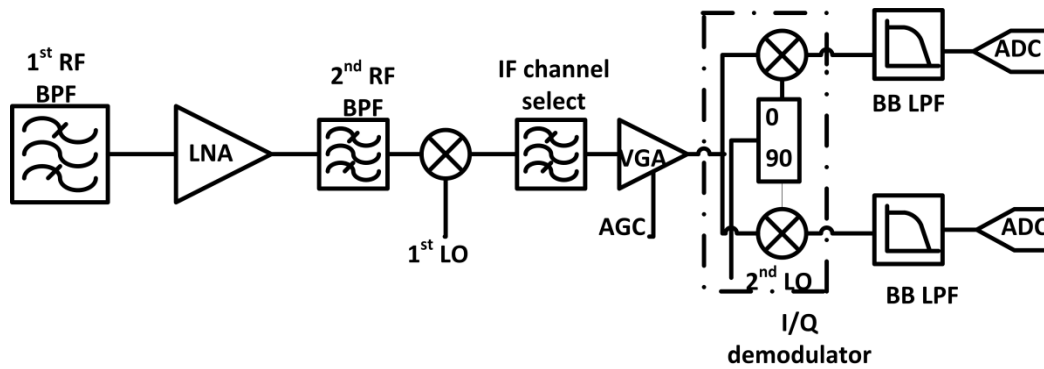 1st RF
BPF
LNA
2nd RF
BPF
1st LO
IF channel
select
VGA
AGC
0
90
2nd LO
I/Q
demodulator
BB LPF
ADC
BB LPF
ADC